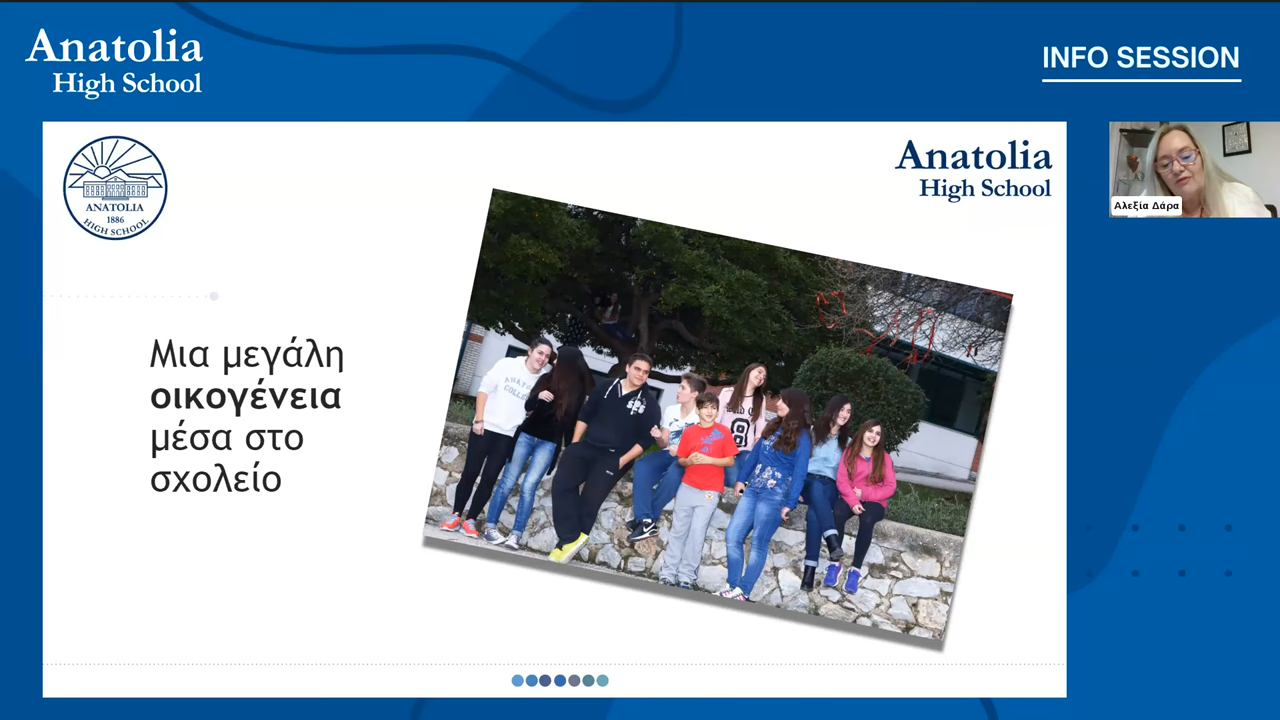 Anatolia
High School
INFO SESSION
ANATOLIA
1886
HIGH SCHOOL
Anatolia
High School
Αλεξία Δάρα
Μια μεγάλη
οικογένεια
μέσα στο
σχολείο